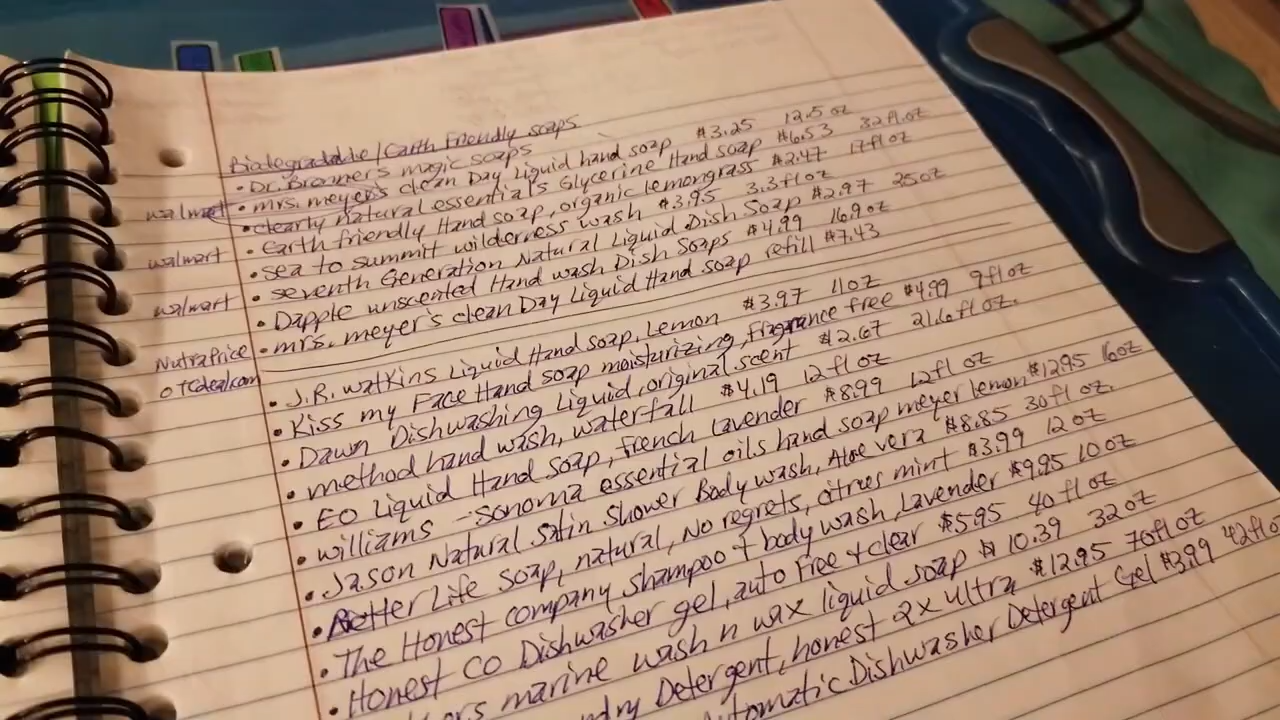 Biodegradable/Earth Friendly soaps
• Dr. Bronner's magic soaps
walmart • mrs. meyer's clean Day Liquid hand soap $3.25 12.5 oz
• clearly natural essential's Glycerine Hand soap $6.53 32 fl. oz
• earth friendly Hand soap, organic lemongrass $2.47 17 fl oz
walmart • sea to summit wilderness wash $3.95 3.3 fl oz
• seventh Generation Natural Liquid Dish Soap $2.97 25 oz
walmart • Dapple unscented Hand wash Dish Soaps $4.99 16.9 oz
• mrs. meyer's clean Day Liquid Hand soap refill $7.43
NutraPrice
OTCdeal.com • J.R. Watkins Liquid Hand soap, Lemon $3.97 11 oz
• Kiss my Face Hand soap moisturizing, fragrance free $4.99 9 fl oz
• Dawn Dishwashing Liquid, original scent $2.67 21.6 fl oz.
• method hand wash, waterfall $4.19 12 fl oz
• EO Liquid Hand Soap, French Lavender $8.99 12 fl oz
• williams - sonoma essential oils hand soap meyer lemon $12.95 16 oz
• Jason Natural Satin Shower Body wash, Aloe vera $8.85 30 fl oz.
• Better Life soap, natural, No regrets, citrus mint $3.99 12 oz
• The Honest company shampoo + body wash, Lavender $9.95 10 oz
• Honest CO Dishwasher gel, auto Free + clear $5.95 40 fl oz
marine wash n wax liquid soap $10.39 32 oz
Detergent, honest 2x ultra $12.95 70 fl oz
Dishwasher Detergent Gel $3.99